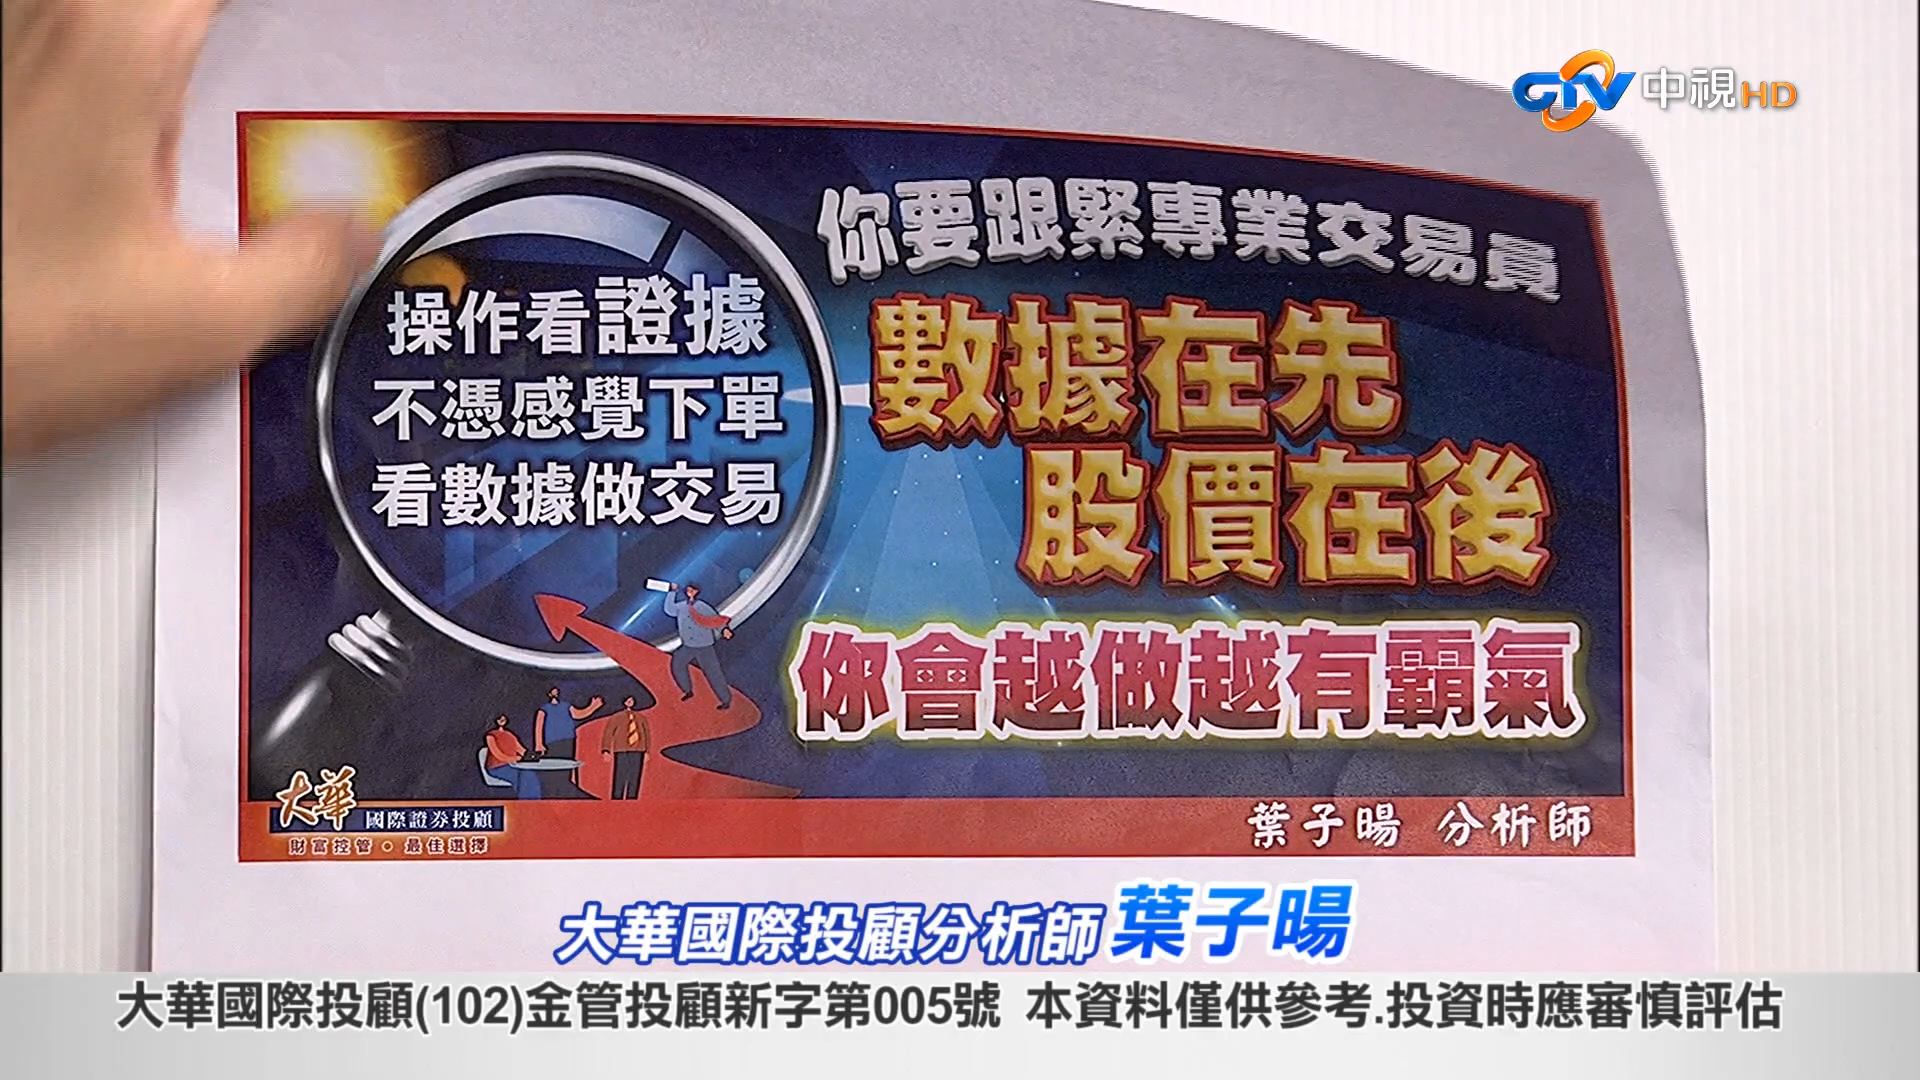 CTV中視HD
你要跟緊專業交易員
操作看證據
不憑感覺下單
看數據做交易
數據在先
股價在後
你會越做越有霸氣
大華國際證券投顧
財富控管。最佳選擇
葉子暘 分析師
大華國際投顧分析師 葉子暘
大華國際投顧(102)金管投顧新字第005號 本資料僅供參考.投資時應審慎評估